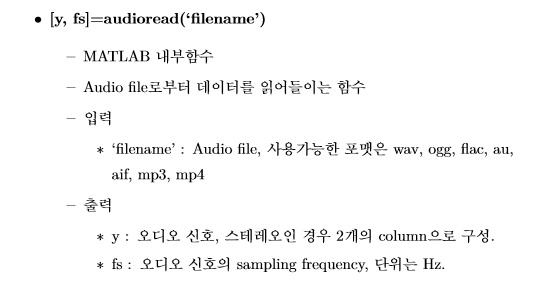 • [y, fs]=audioread(‘filename’)
– MATLAB 내부함수
– Audio file로부터 데이터를 읽어들이는 함수
– 입력
* ‘filename’ : Audio file, 사용가능한 포맷은 wav, ogg, flac, au,
aif, mp3, mp4
– 출력
* y : 오디오 신호, 스테레오인 경우 2개의 column으로 구성.
* fs : 오디오 신호의 sampling frequency, 단위는 Hz.